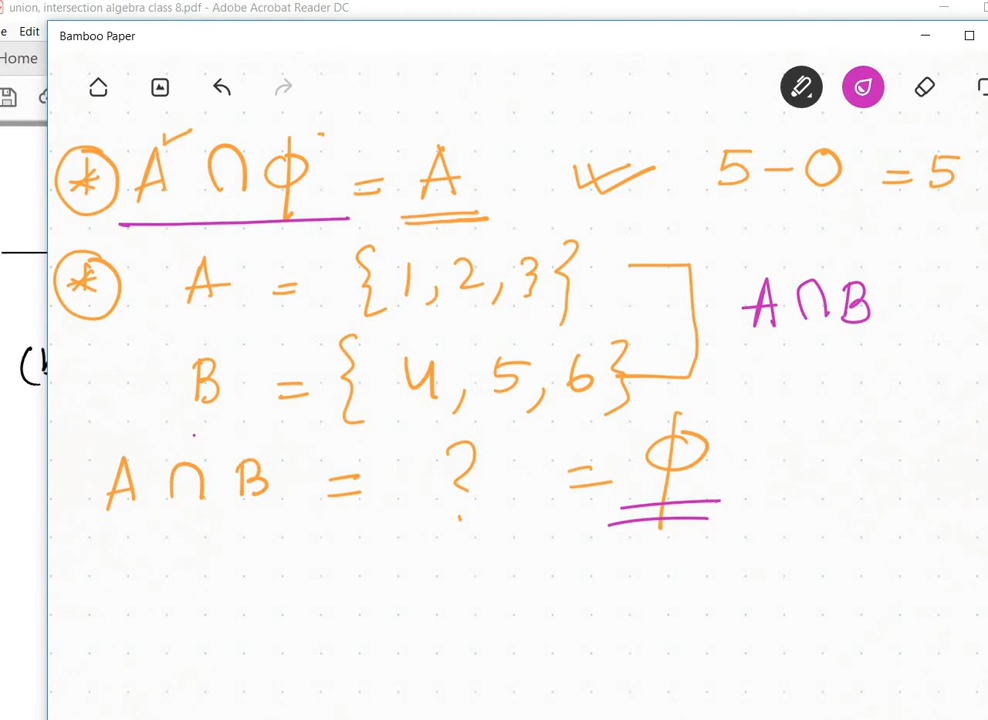 union, intersection algebra class 8.pdf - Adobe Acrobat Reader DC
Edit
Home
Bamboo Paper
* A ∩ ϕ = A 5 - 0 = 5
* A = {1, 2, 3}
A ∩ B
B = {4, 5, 6}
A ∩ B = ? = ϕ